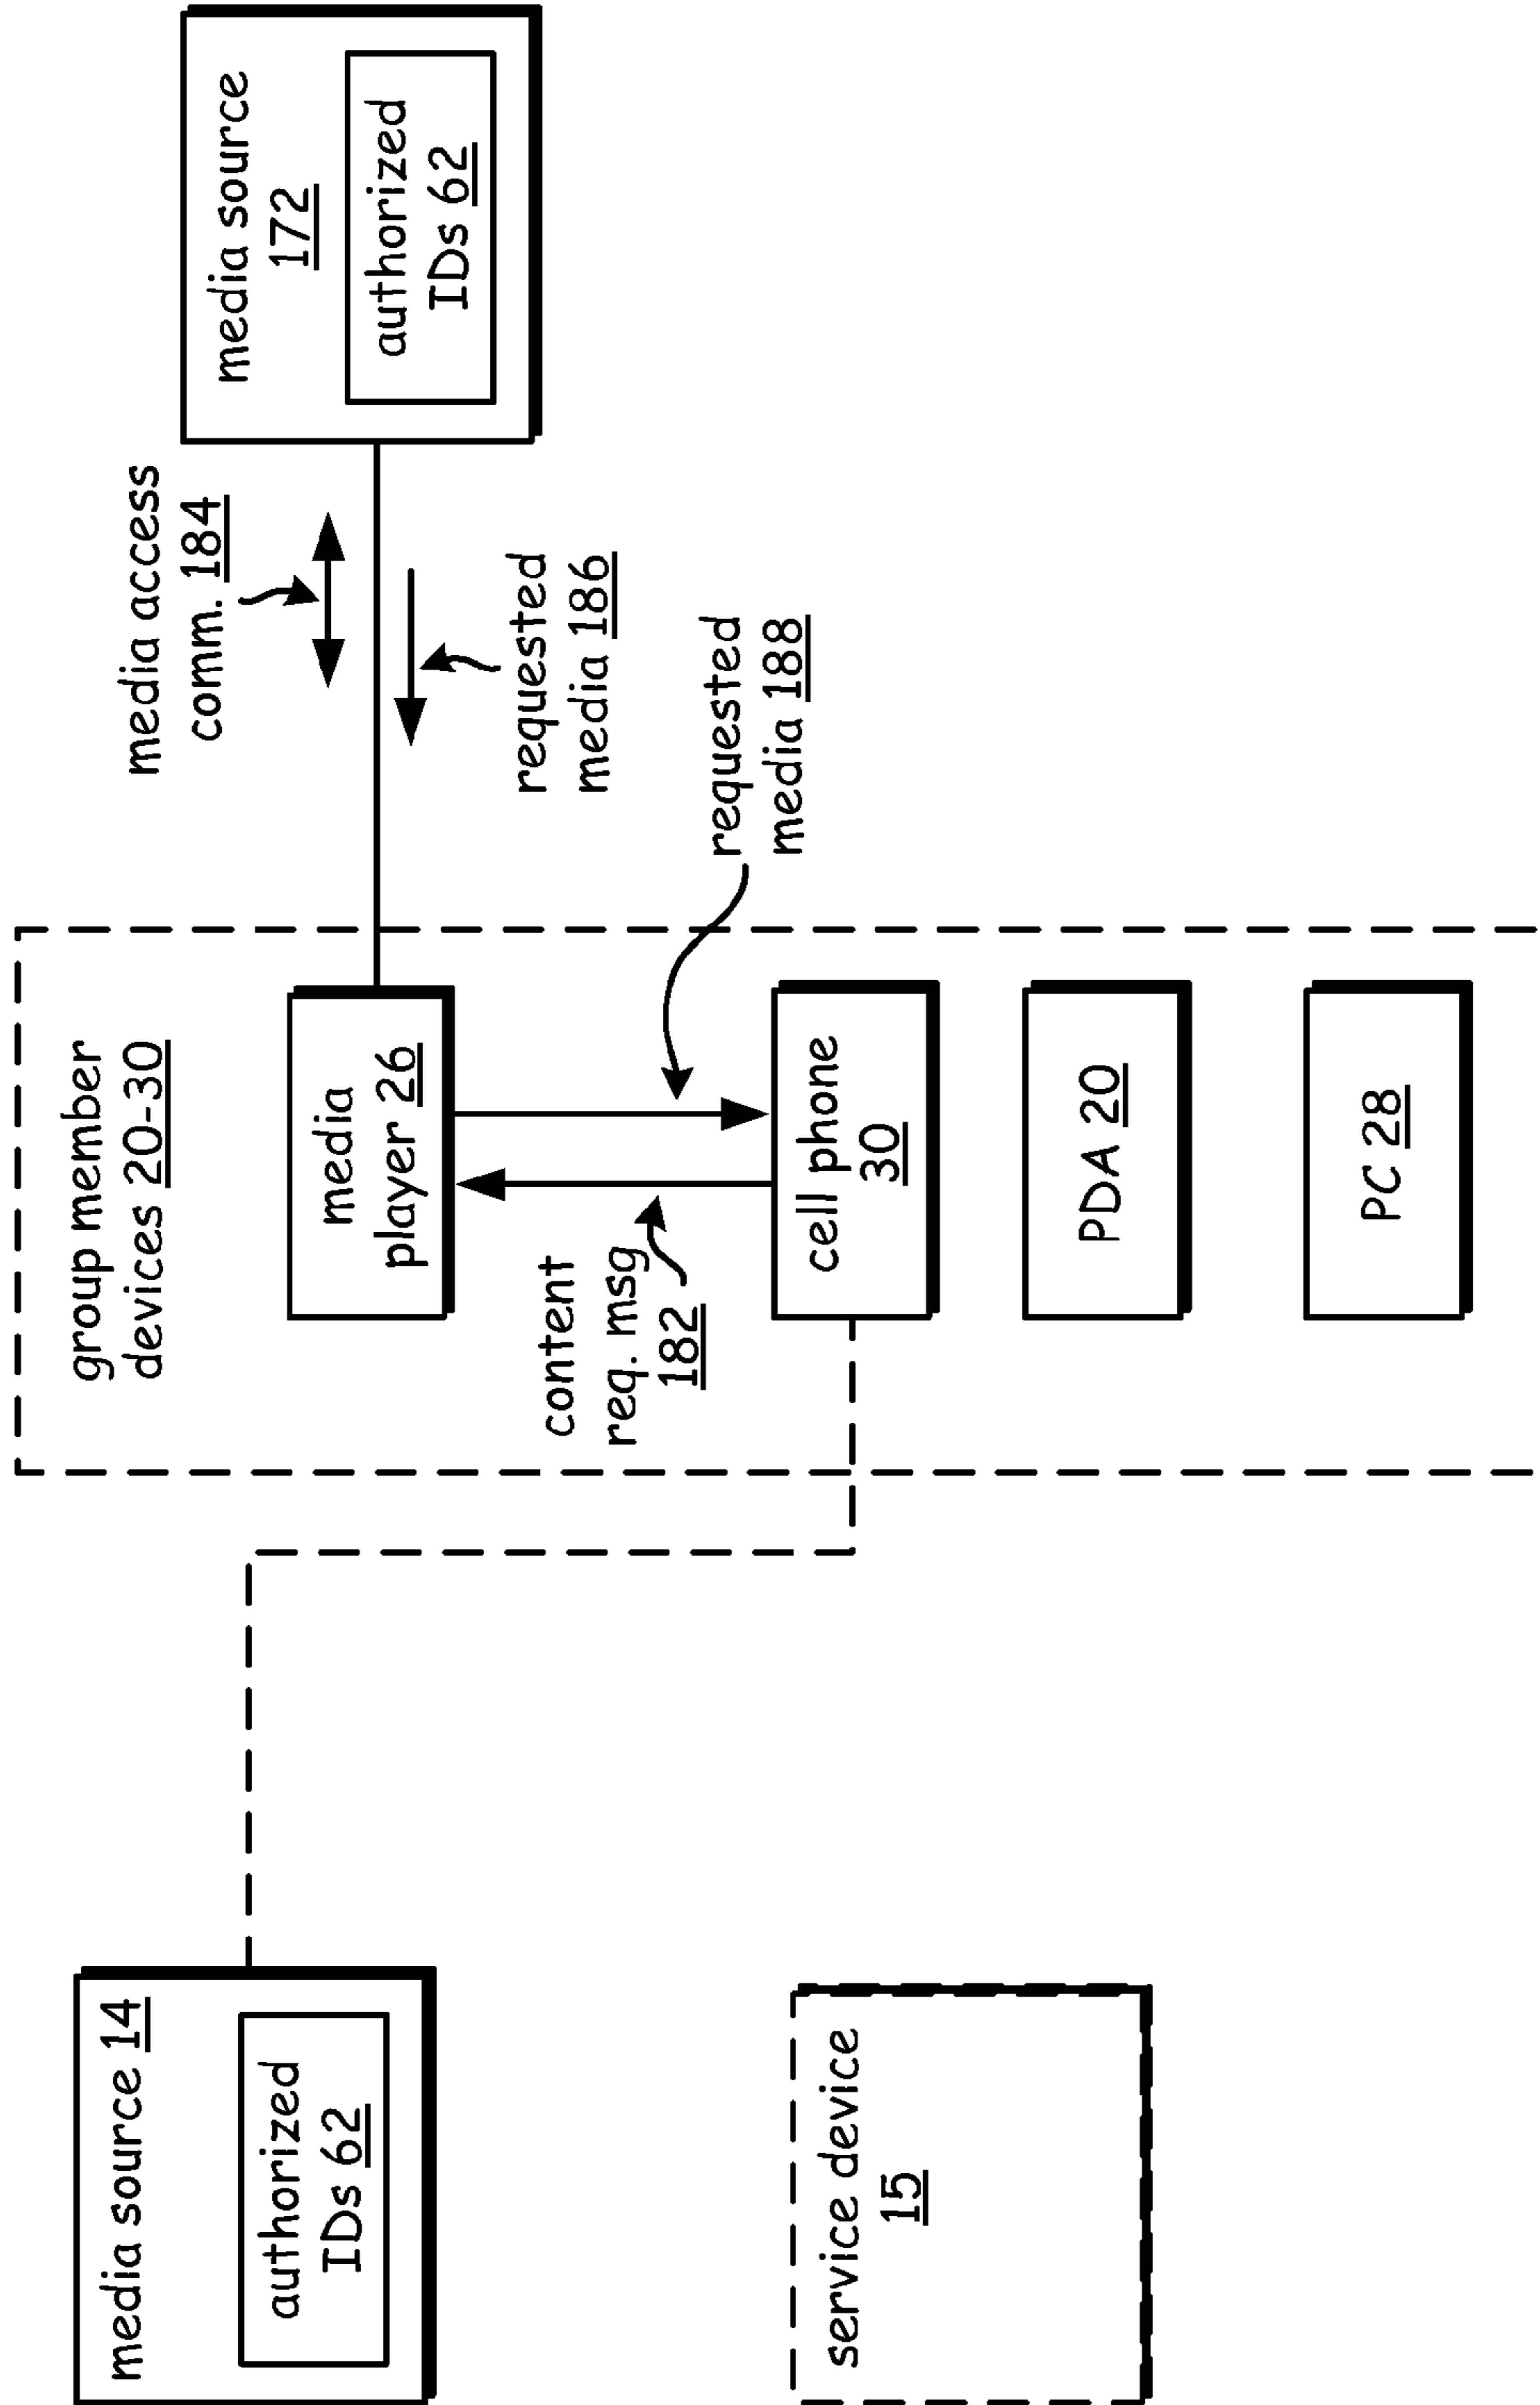 media source 14
authorized
IDs 62
service device
15
group member
devices 20-30
media
player 26
content
req. msg
182
cell phone
30
PDA 20
PC 28
media access
comm. 184
requested
media 186
requested
media 188
media source
172
authorized
IDs 62